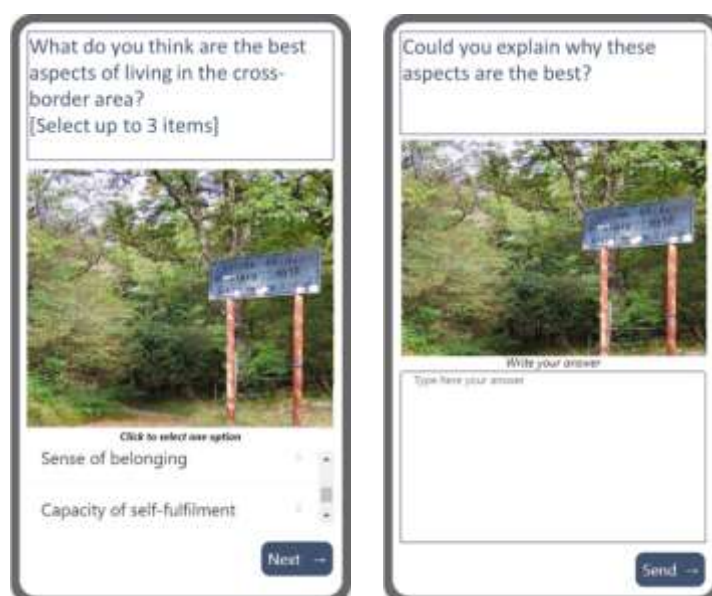 What do you think are the best
aspects of living in the cross-
border area?
[Select up to 3 items]
Click to select one option
Sense of belonging
Capacity of self-fulfilment
Next →
Could you explain why these
aspects are the best?
Write your answer
Type here your answer
Send →